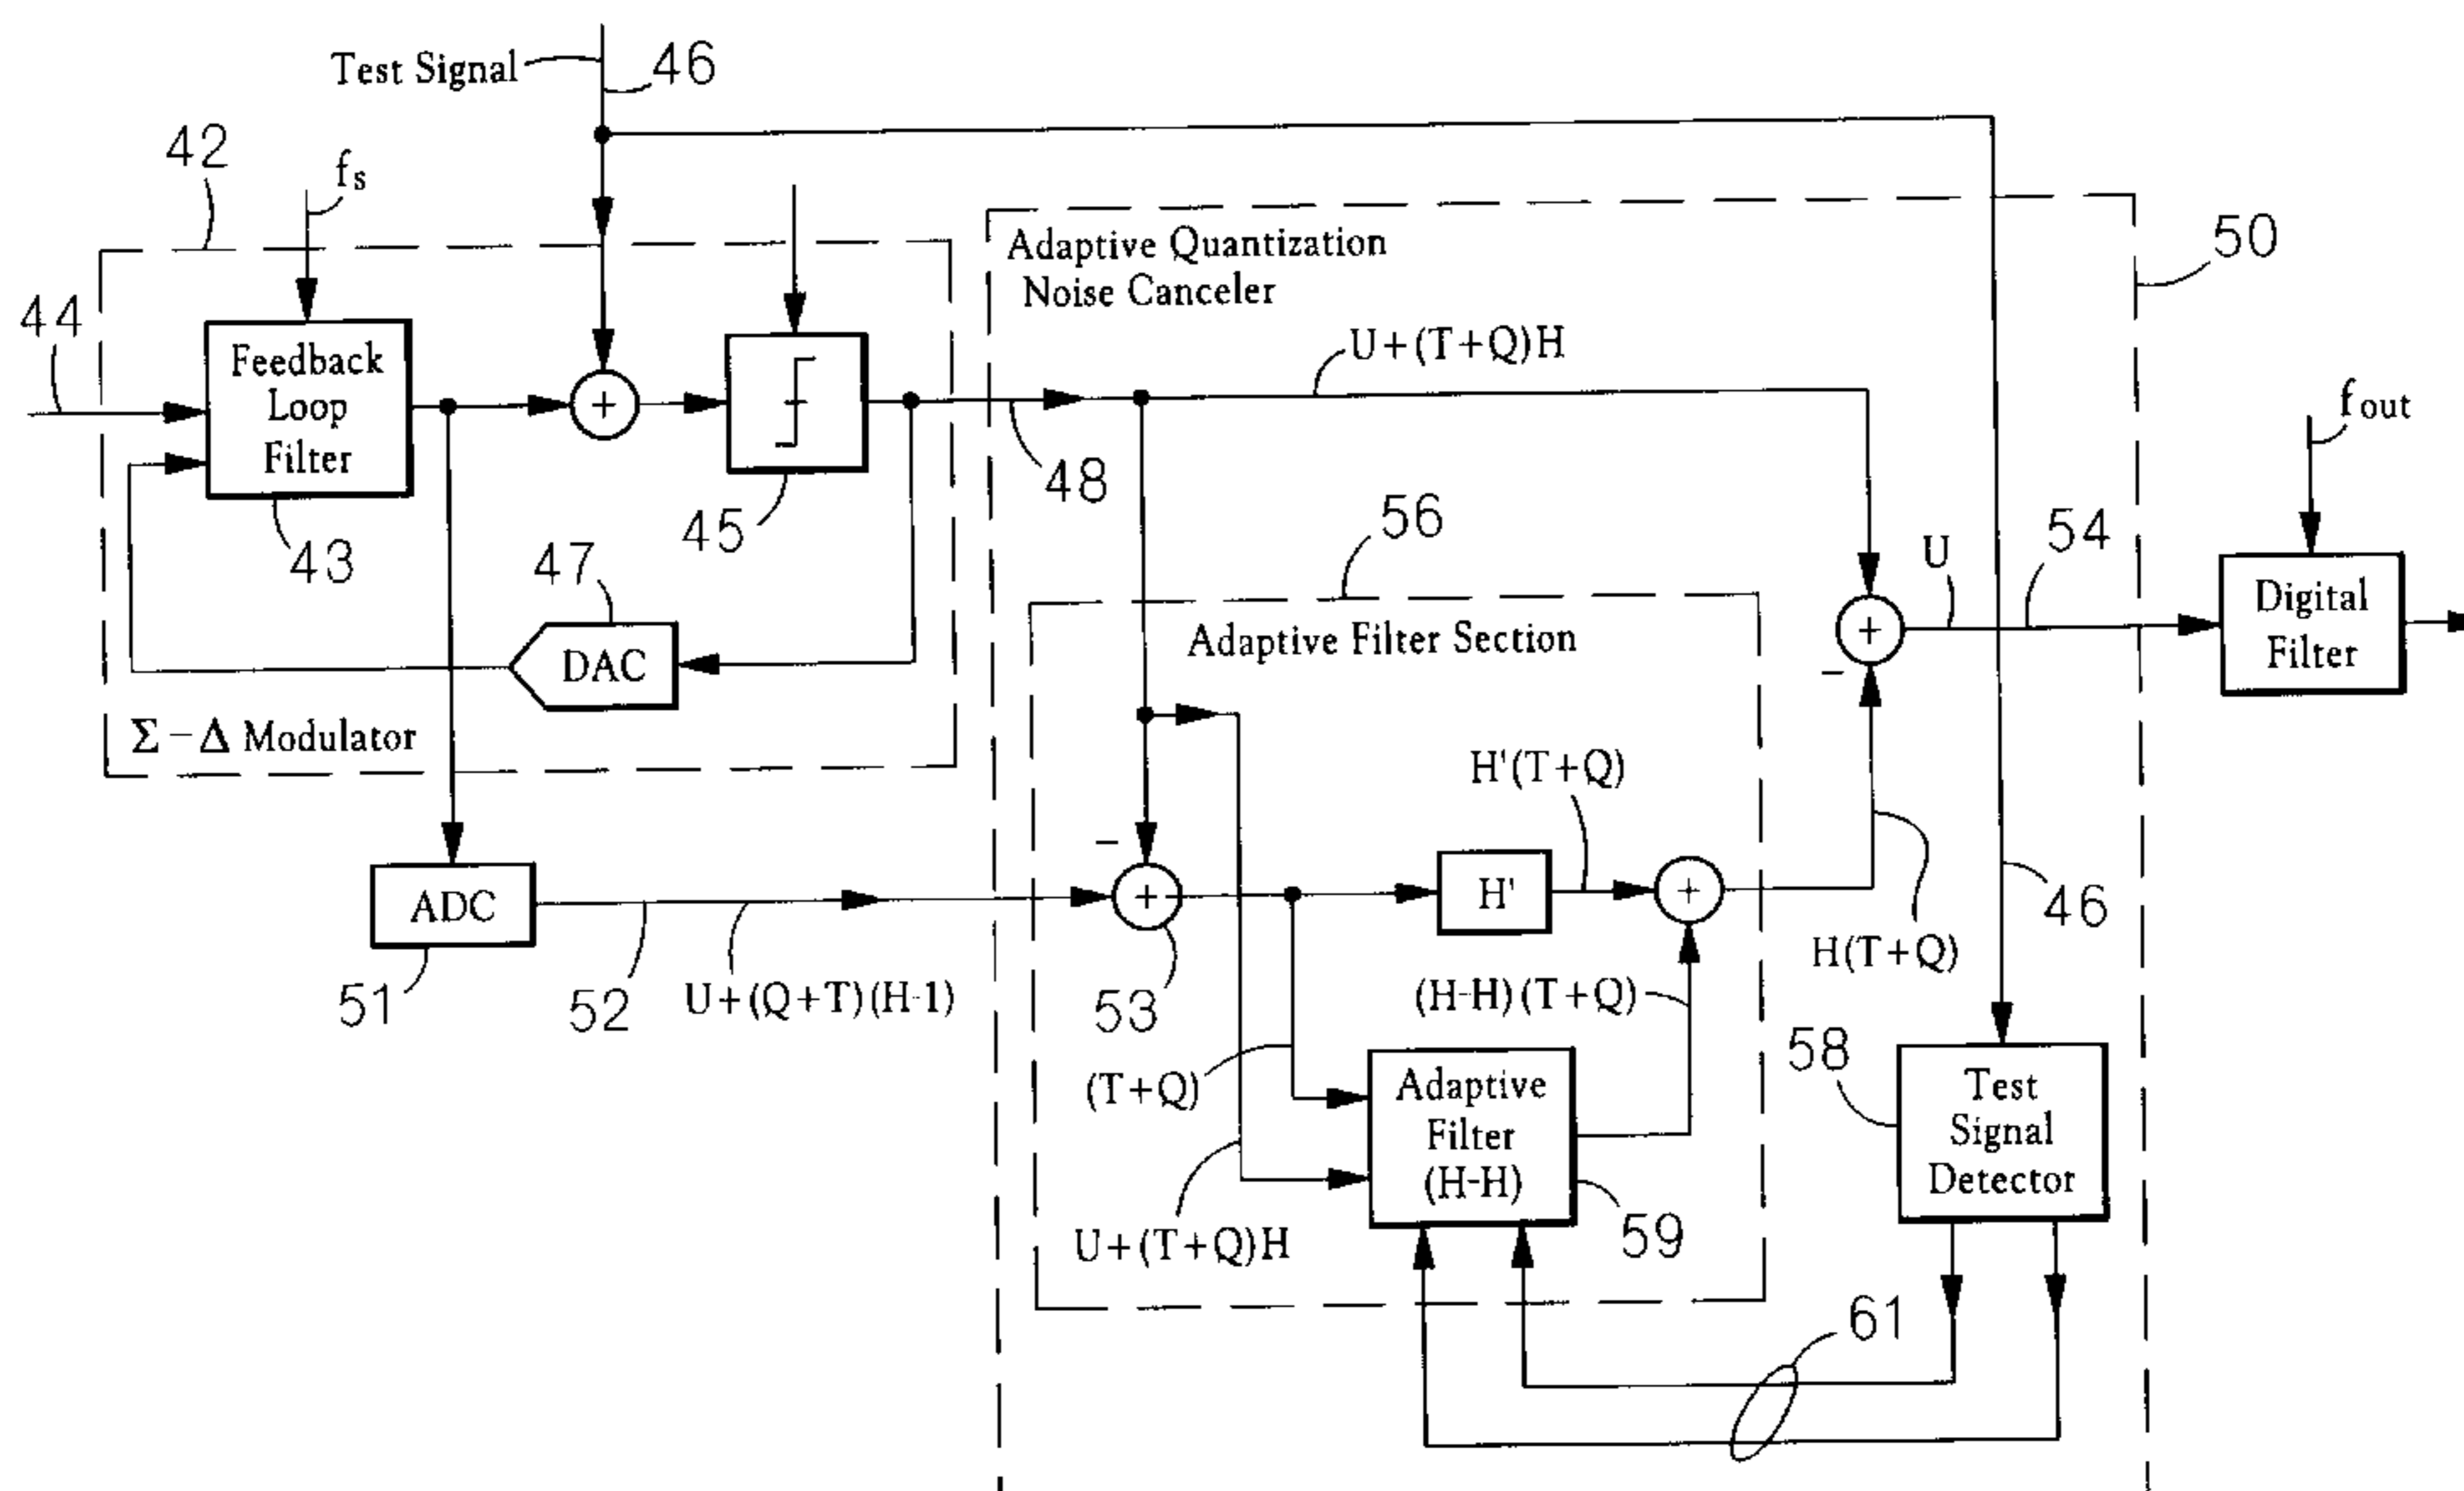 Test Signal
46
42
fs
44
Feedback
Loop
Filter
43
45
47
DAC
Σ-Δ Modulator
48
Adaptive Quantization
Noise Canceler
50
U+(T+Q)H
fout
56
Adaptive Filter Section
U
54
Digital
Filter
+
+
-
ADC
51
52
U+(Q+T)(H-1)
-
+
53
H'(T+Q)
H'
+
H(T+Q)
46
(H-H)(T+Q)
(T+Q)
U+(T+Q)H
Adaptive
Filter
(H-H)
59
58
Test
Signal
Detector
61